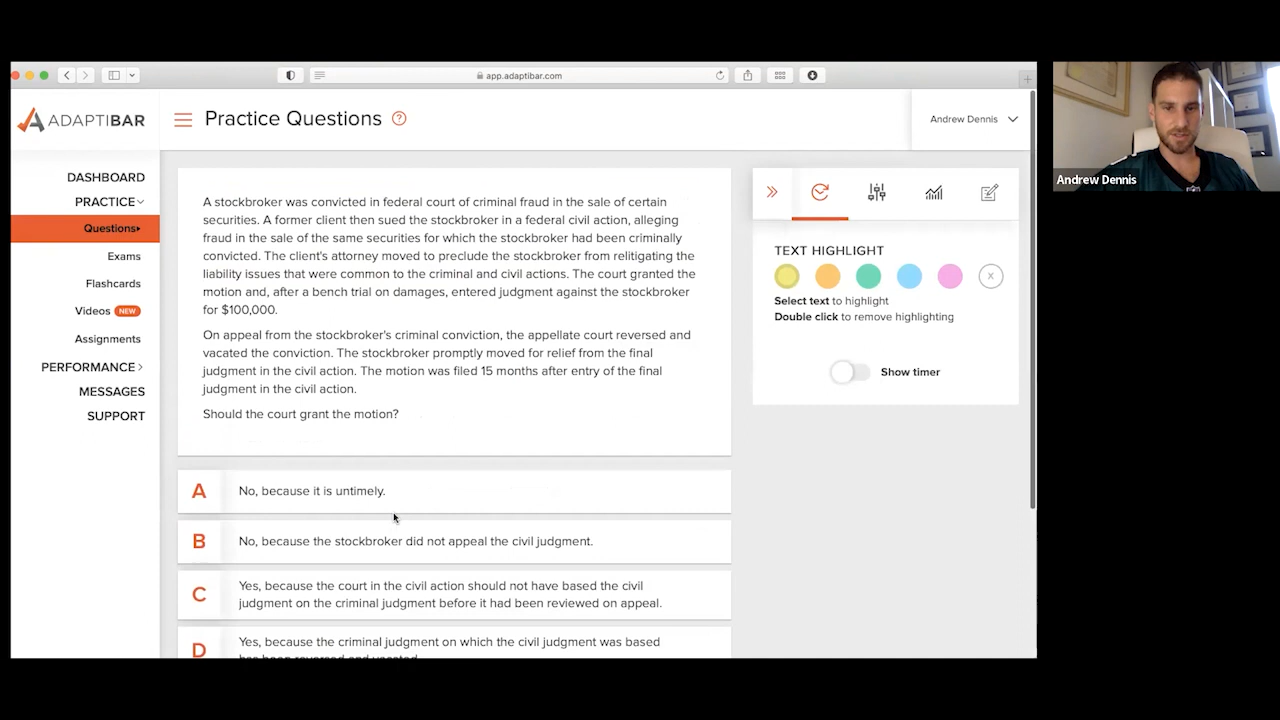 app.adaptibar.com
ADAPTIBAR
Practice Questions
?
Andrew Dennis
DASHBOARD
PRACTICE
Questions
Exams
Flashcards
Videos NEW
Assignments
PERFORMANCE
MESSAGES
SUPPORT
A stockbroker was convicted in federal court of criminal fraud in the sale of certain
securities. A former client then sued the stockbroker in a federal civil action, alleging
fraud in the sale of the same securities for which the stockbroker had been criminally
convicted. The client's attorney moved to preclude the stockbroker from relitigating the
liability issues that were common to the criminal and civil actions. The court granted the
motion and, after a bench trial on damages, entered judgment against the stockbroker
for $100,000.
On appeal from the stockbroker's criminal conviction, the appellate court reversed and
vacated the conviction. The stockbroker promptly moved for relief from the final
judgment in the civil action. The motion was filed 15 months after entry of the final
judgment in the civil action.
Should the court grant the motion?
A No, because it is untimely.
B No, because the stockbroker did not appeal the civil judgment.
C Yes, because the court in the civil action should not have based the civil
judgment on the criminal judgment before it had been reviewed on appeal.
D Yes, because the criminal judgment on which the civil judgment was based
has been reversed and vacated.
TEXT HIGHLIGHT
X
Select text to highlight
Double click to remove highlighting
Show timer
Andrew Dennis